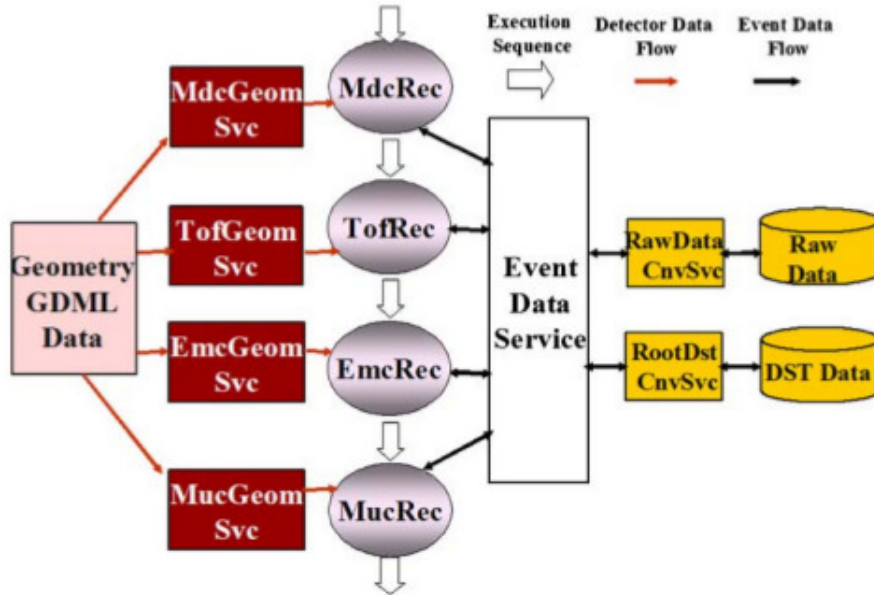 Execution
Sequence
Detector Data
Flow
Event Data
Flow
MdcGeom
Svc
MdcRec
TofGeom
Svc
TofRec
Geometry
GDML
Data
EmcGeom
Svc
EmcRec
MucGeom
Svc
MucRec
Event
Data
Service
RawData
CnvSvc
Raw
Data
RootDst
CnvSvc
DST Data